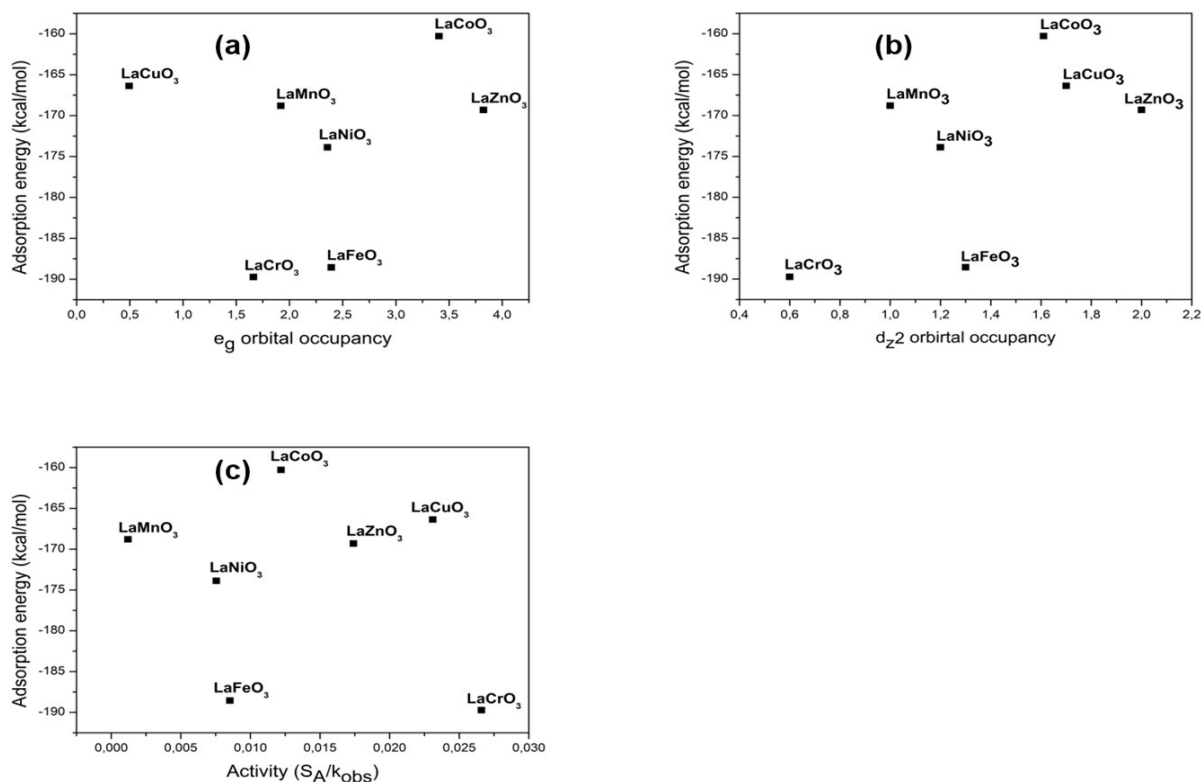 (a)
Adsorption energy (kcal/mol)
-160
-165
-170
-175
-180
-185
-190
LaCoO₃
LaCuO₃
LaMnO₃
LaZnO₃
LaNiO₃
LaFeO₃
LaCrO₃
0,0 0,5 1,0 1,5 2,0 2,5 3,0 3,5 4,0
eg orbital occupancy
(b)
Adsorption energy (kcal/mol)
-160
-165
-170
-175
-180
-185
-190
LaCoO3
LaCuO3
LaMnO3
LaZnO3
LaNiO3
LaFeO3
LaCrO3
0,4 0,6 0,8 1,0 1,2 1,4 1,6 1,8 2,0 2,2
dz2 orbirtal occupancy
(c)
Adsorption energy (kcal/mol)
-160
-165
-170
-175
-180
-185
-190
LaCoO₃
LaCuO₃
LaMnO₃
LaZnO₃
LaNiO₃
LaFeO₃
LaCrO₃
0,000 0,005 0,010 0,015 0,020 0,025 0,030
Activity (SA/kobs)